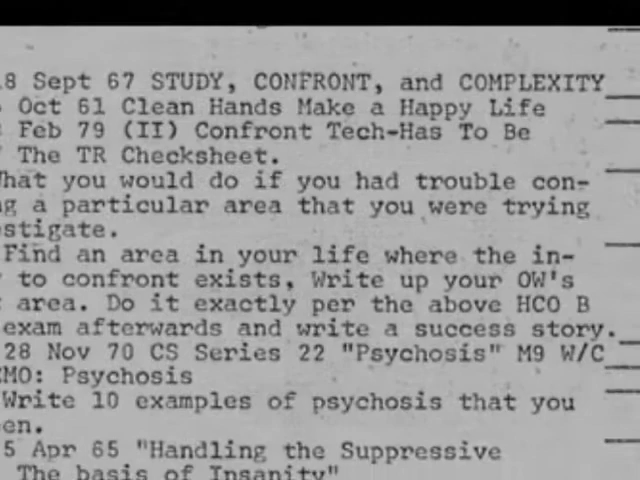 8 Sept 67 STUDY, CONFRONT, and COMPLEXITY
Oct 61 Clean Hands Make a Happy Life
Feb 79 (II) Confront Tech-Has To Be
The TR Checksheet.
hat you would do if you had trouble con-
g a particular area that you were trying
stigate.
Find an area in your life where the in-
to confront exists, Write up your OW's
area. Do it exactly per the above HCO B
exam afterwards and write a success story.
28 Nov 70 CS Series 22 "Psychosis" M9 W/C
EMO: Psychosis
Write 10 examples of psychosis that you
en.
5 Apr 65 "Handling the Suppressive
The basis of Insanity"